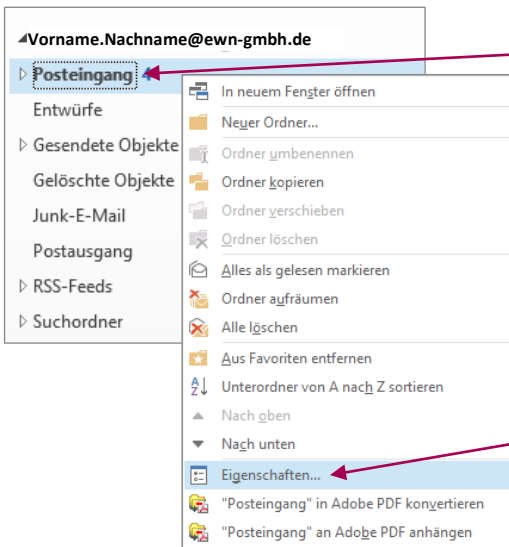 Vorname.Nachname@ewn-gmbh.de
Posteingang 4
Entwürfe
Gesendete Objekte
Gelöschte Objekte
Junk-E-Mail
Postausgang
RSS-Feeds
Suchordner
In neuem Fenster öffnen
Neuer Ordner...
Ordner umbenennen
Ordner kopieren
Ordner verschieben
Ordner löschen
Alles als gelesen markieren
Ordner aufräumen
Alle löschen
Aus Favoriten entfernen
Unterordner von A nach Z sortieren
Nach oben
Nach unten
Eigenschaften...
"Posteingang" in Adobe PDF konvertieren
"Posteingang" an Adobe PDF anhängen